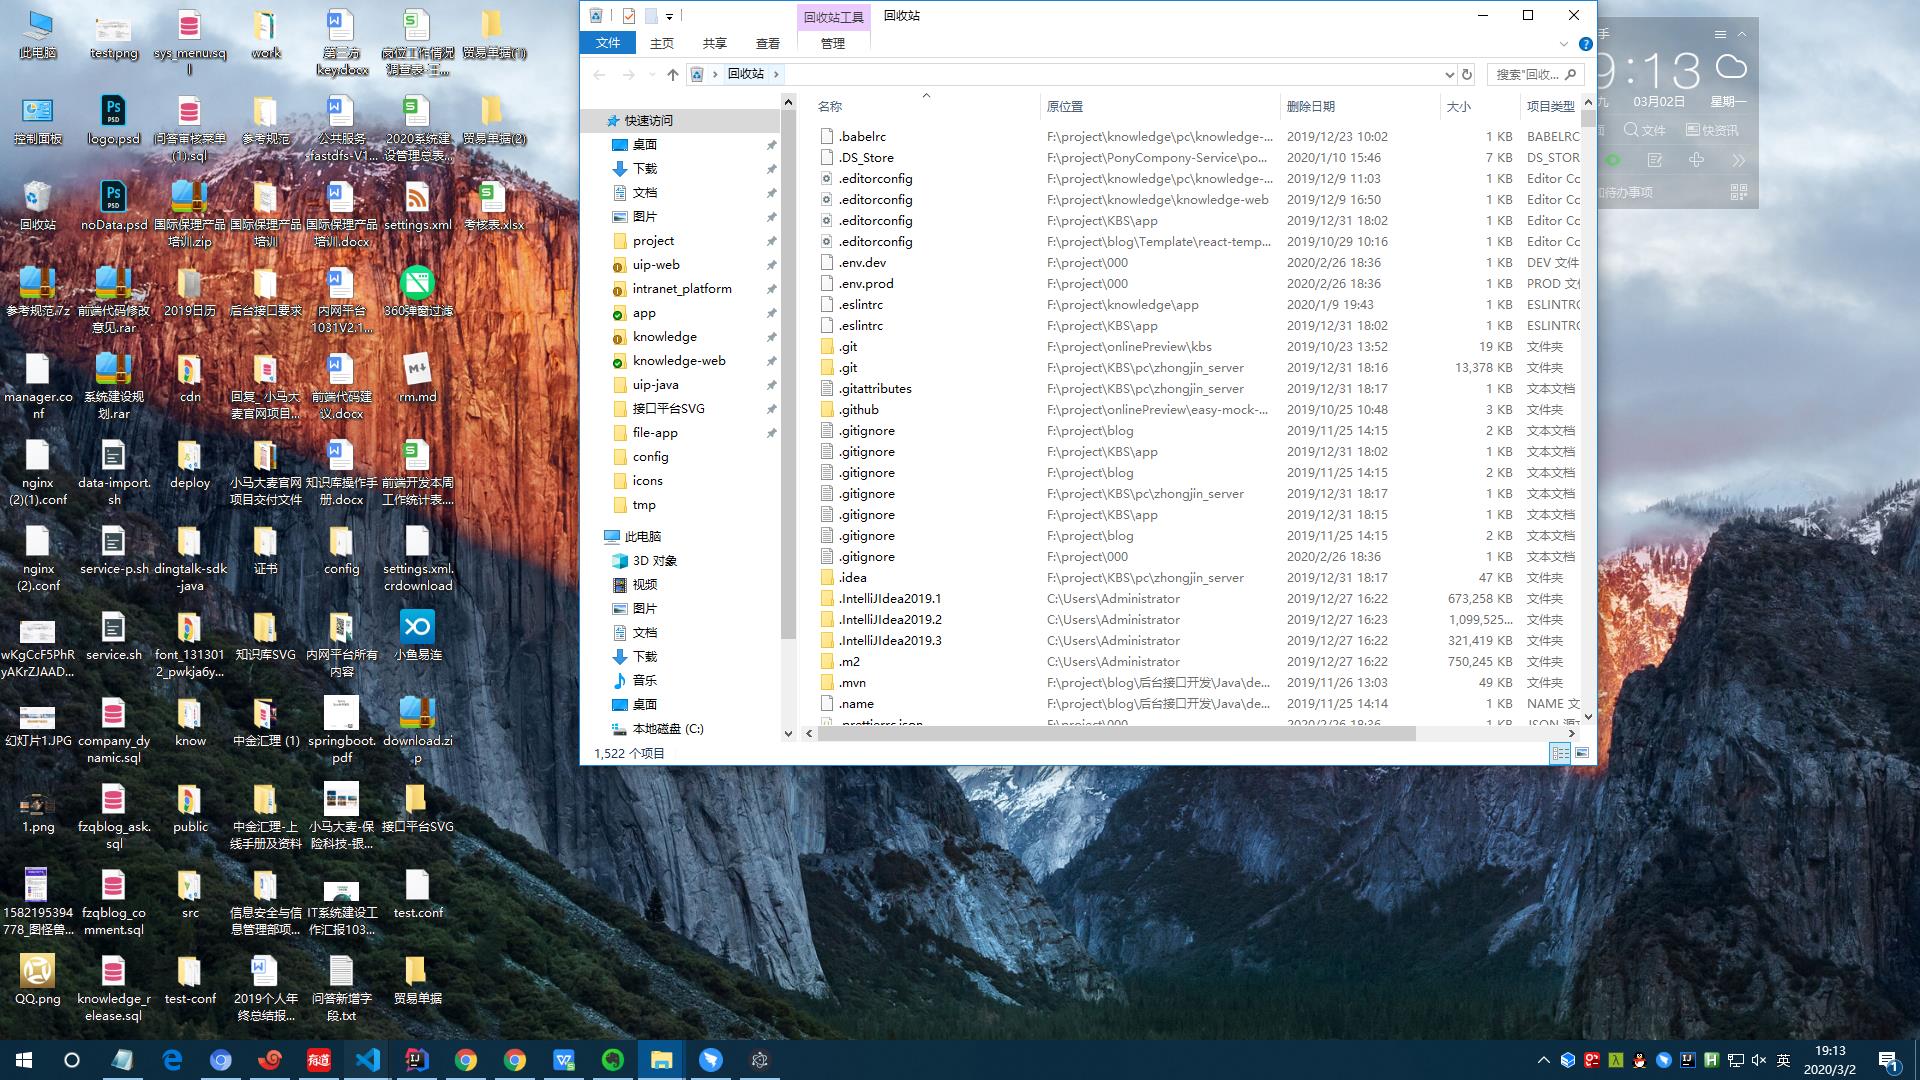 此电脑
test.png
sys_menu.sq
l
work
第三方
key.docx
岗位工作情况
调查表-王...
贸易单据(1)
控制面板
logo.psd
问答审核菜单
(1).sql
参考规范
公共服务
-fastdfs-V1...
2020系统建
设管理总表...
贸易单据(2)
回收站
noData.psd
国际保理产品
培训.zip
国际保理产品
培训
国际保理产品
培训.docx
settings.xml
考核表.xlsx
参考规范.7z
前端代码修改
意见.rar
2019日历
后台接口要求
内网平台
1031V2.1...
360弹窗过滤
manager.co
nf
系统建设规
划.rar
cdn
回复_ 小马大
麦官网项目...
前端代码建
议.docx
rm.md
nginx
(2)(1).conf
data-import.
sh
deploy
小马大麦官网
项目交付文件
知识库操作手
册.docx
前端开发本周
工作统计表....
nginx
(2).conf
service-p.sh
dingtalk-sdk
-java
证书
config
settings.xml.
crdownload
wKgCcF5PhR
yAKrZJAAD...
service.sh
font_131301
2_pwkja6y...
知识库SVG
内网平台所有
内容
小鱼易连
幻灯片1.JPG
company_dy
namic.sql
know
中金汇理 (1)
springboot.
pdf
download.zi
p
1.png
fzqblog_ask.
sql
public
中金汇理-上
线手册及资料
小马大麦-保
险科技-银...
接口平台SVG
1582195394
778_图怪兽...
fzqblog_co
mment.sql
src
信息安全与信
息管理部项...
IT系统建设工
作汇报103...
test.conf
QQ.png
knowledge_r
elease.sql
test-conf
2019个人年
终总结报...
问答新增字
段.txt
贸易单据
回收站工具
回收站
文件
主页
共享
查看
管理
回收站
搜索"回收...
快速访问
桌面
下载
文档
图片
project
uip-web
intranet_platform
app
knowledge
knowledge-web
uip-java
接口平台SVG
file-app
config
icons
tmp
此电脑
3D 对象
视频
图片
文档
下载
音乐
桌面
本地磁盘 (C:)
名称 原位置 删除日期 大小 项目类型
.babelrc F:\project\knowledge\pc\knowledge-... 2019/12/23 10:02 1 KB BABELRC
.DS_Store F:\project\PonyCompony-Service\po... 2020/1/10 15:46 7 KB DS_STOR
.editorconfig F:\project\knowledge\pc\knowledge-... 2019/12/9 11:03 1 KB Editor Co
.editorconfig F:\project\knowledge\knowledge-web 2019/12/9 16:50 1 KB Editor Co
.editorconfig F:\project\KBS\app 2019/12/31 18:02 1 KB Editor Co
.editorconfig F:\project\blog\Template\react-temp... 2019/10/29 10:16 1 KB Editor Co
.env.dev F:\project\000 2020/2/26 18:36 1 KB DEV 文件
.env.prod F:\project\000 2020/2/26 18:36 1 KB PROD 文件
.eslintrc F:\project\knowledge\app 2020/1/9 19:43 1 KB ESLINTRC
.eslintrc F:\project\KBS\app 2019/12/31 18:02 1 KB ESLINTRC
.git F:\project\onlinePreview\kbs 2019/10/23 13:52 19 KB 文件夹
.git F:\project\KBS\pc\zhongjin_server 2019/12/31 18:16 13,378 KB 文件夹
.gitattributes F:\project\KBS\pc\zhongjin_server 2019/12/31 18:17 1 KB 文本文档
.github F:\project\onlinePreview\easy-mock-... 2019/10/25 10:48 3 KB 文件夹
.gitignore F:\project\blog 2019/11/25 14:15 2 KB 文本文档
.gitignore F:\project\KBS\app 2019/12/31 18:02 1 KB 文本文档
.gitignore F:\project\blog 2019/11/25 14:15 2 KB 文本文档
.gitignore F:\project\KBS\pc\zhongjin_server 2019/12/31 18:17 1 KB 文本文档
.gitignore F:\project\KBS\app 2019/12/31 18:15 1 KB 文本文档
.gitignore F:\project\blog 2019/11/25 14:15 2 KB 文本文档
.gitignore F:\project\000 2020/2/26 18:36 1 KB 文本文档
.idea F:\project\KBS\pc\zhongjin_server 2019/12/31 18:17 47 KB 文件夹
.IntelliJIdea2019.1 C:\Users\Administrator 2019/12/27 16:22 673,258 KB 文件夹
.IntelliJIdea2019.2 C:\Users\Administrator 2019/12/27 16:23 1,099,525... 文件夹
.IntelliJIdea2019.3 C:\Users\Administrator 2019/12/27 16:22 321,419 KB 文件夹
.m2 C:\Users\Administrator 2019/12/27 16:22 750,245 KB 文件夹
.mvn F:\project\blog\后台接口开发\Java\de... 2019/11/26 13:03 49 KB 文件夹
.name F:\project\blog\后台接口开发\Java\de... 2019/11/25 14:14 1 KB NAME 文
.prettierrc.json F:\project\000 2020/2/26 18:36 1 KB JSON 源文
1,522 个项目
手
9:13
九 03月02日 星期一
文件 快资讯
加待办事项
有道
英
19:13
2020/3/2
1